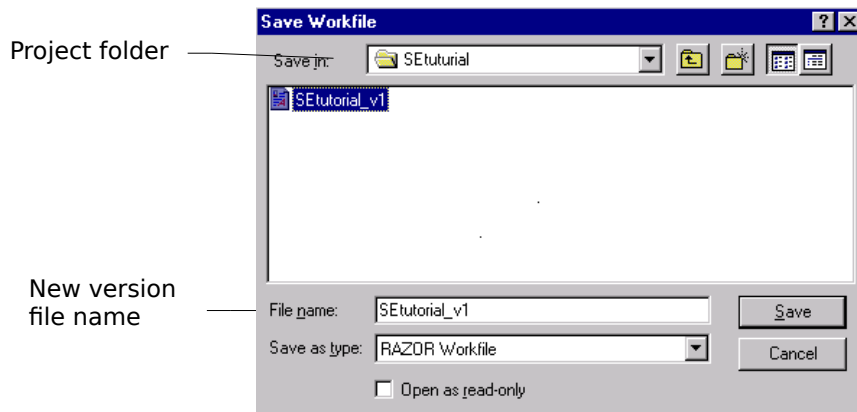 Save Workfile
Project folder
Save in:
SEtuturial
SEtutorial_v1
New version
file name
File name:
SEtutorial_v1
Save
Save as type:
RAZOR Workfile
Cancel
Open as read-only